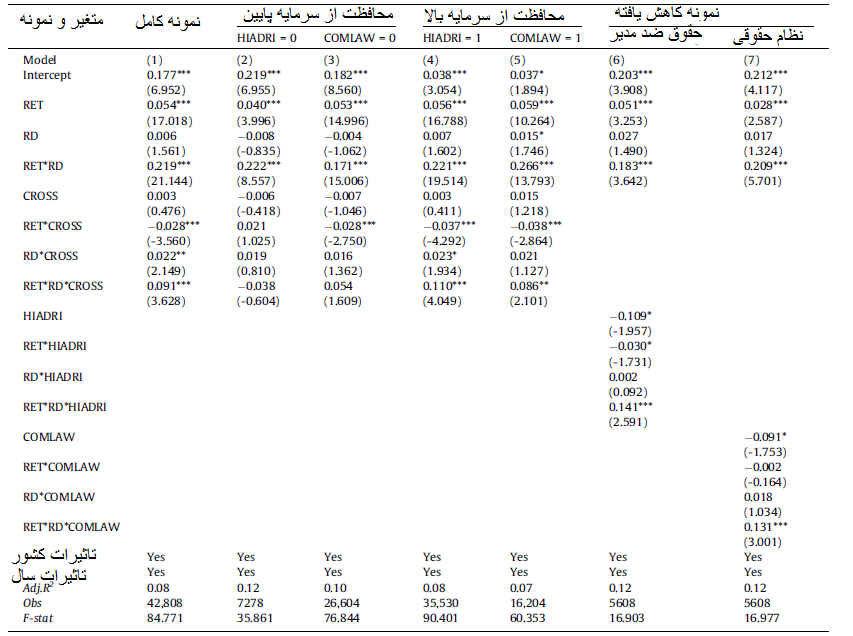 متغیر و نمونه نمونه کامل محافظت از سرمایه پایین محافظت از سرمایه بالا نمونه کاهش یافته
HIADRI = 0 COMLAW = 0 HIADRI = 1 COMLAW = 1 حقوق ضد مدیر نظام حقوقی
Model (1) (2) (3) (4) (5) (6) (7)
Intercept 0.177*** 0.219*** 0.182*** 0.038*** 0.037* 0.203*** 0.212***
(6.952) (6.955) (8.560) (3.054) (1.894) (3.908) (4.117)
RET 0.054*** 0.040*** 0.053*** 0.056*** 0.059*** 0.051*** 0.028***
(17.018) (3.996) (14.996) (16.788) (10.264) (3.253) (2.587)
RD 0.006 −0.008 −0.004 0.007 0.015* 0.027 0.017
(1.561) (-0.835) (-1.062) (1.602) (1.746) (1.490) (1.324)
RET*RD 0.219*** 0.222*** 0.171*** 0.221*** 0.266*** 0.183*** 0.209***
(21.144) (8.557) (15.006) (19.514) (13.793) (3.642) (5.701)
CROSS 0.003 −0.006 −0.007 0.003 0.015
(0.476) (-0.418) (-1.046) (0.411) (1.218)
RET*CROSS −0.028*** 0.021 −0.028*** −0.037*** −0.038***
(-3.560) (1.025) (-2.750) (-4.292) (-2.864)
RD*CROSS 0.022** 0.019 0.016 0.023* 0.021
(2.149) (0.810) (1.362) (1.934) (1.127)
RET*RD*CROSS 0.091*** −0.038 0.054 0.110*** 0.086**
(3.628) (-0.604) (1.609) (4.049) (2.101)
HIADRI −0.109*
(-1.957)
RET*HIADRI −0.030*
(-1.731)
RD*HIADRI 0.002
(0.092)
RET*RD*HIADRI 0.141***
(2.591)
COMLAW −0.091*
(-1.753)
RET*COMLAW −0.002
(-0.164)
RD*COMLAW 0.018
(1.034)
RET*RD*COMLAW 0.131***
(3.001)
تاثیرات کشور Yes Yes Yes Yes Yes Yes Yes
تاثیرات سال Yes Yes Yes Yes Yes Yes Yes
Adj.R² 0.08 0.12 0.10 0.08 0.07 0.12 0.12
Obs 42,808 7278 26,604 35,530 16,204 5608 5608
F-stat 84.771 35.861 76.844 90.401 60.353 16.903 16.977